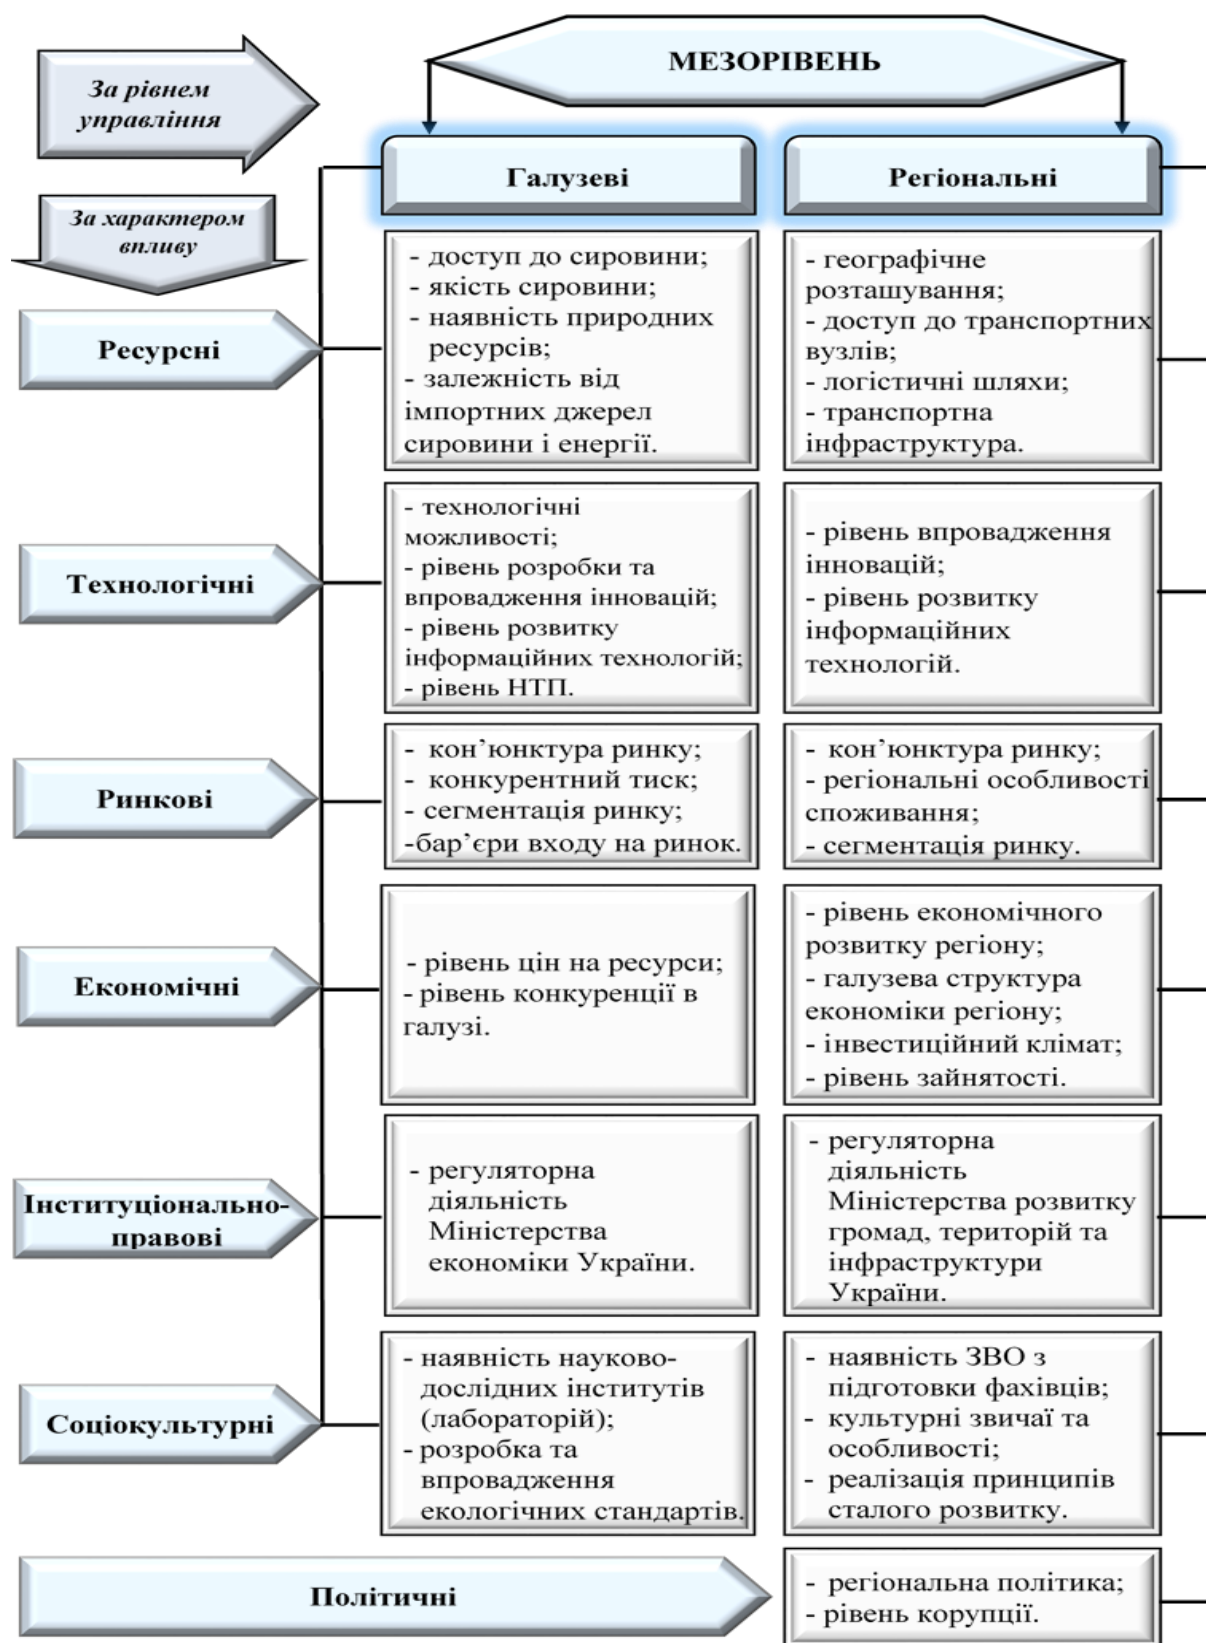 МЕЗОРІВЕНЬ
За рівнем
управління
Галузеві
Регіональні
За характером
впливу
Ресурсні
- доступ до сировини;
- якість сировини;
- наявність природних
ресурсів;
- залежність від
імпортних джерел
сировини і енергії.
- географічне
розташування;
- доступ до транспортних
вузлів;
- логістичні шляхи;
- транспортна
інфраструктура.
Технологічні
- технологічні
можливості;
- рівень розробки та
впровадження інновацій;
- рівень розвитку
інформаційних технологій;
- рівень НТП.
- рівень впровадження
інновацій;
- рівень розвитку
інформаційних
технологій.
Ринкові
- кон’юнктура ринку;
- конкурентний тиск;
- сегментація ринку;
-бар’єри входу на ринок.
- кон’юнктура ринку;
- регіональні особливості
споживання;
- сегментація ринку.
Економічні
- рівень цін на ресурси;
- рівень конкуренції в
галузі.
- рівень економічного
розвитку регіону;
- галузева структура
економіки регіону;
- інвестиційний клімат;
- рівень зайнятості.
Інституціонально-
правові
- регуляторна
діяльність
Міністерства
економіки України.
- регуляторна
діяльність
Міністерства розвитку
громад, територій та
інфраструктури
України.
Соціокультурні
- наявність науково-
дослідних інститутів
(лабораторій);
- розробка та
впровадження
екологічних стандартів.
- наявність ЗВО з
підготовки фахівців;
- культурні звичаї та
особливості;
- реалізація принципів
сталого розвитку.
Політичні
- регіональна політика;
- рівень корупції.